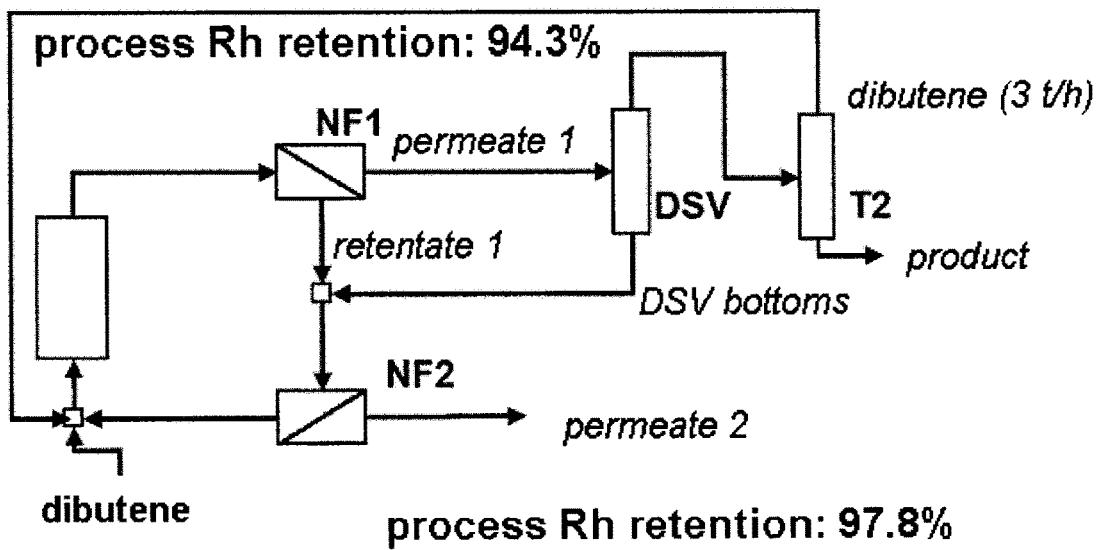 process Rh retention: 94.3%
dibutene (3 t/h)
NF1
permeate 1
DSV
T2
retentate 1
product
DSV bottoms
NF2
permeate 2
dibutene
process Rh retention: 97.8%